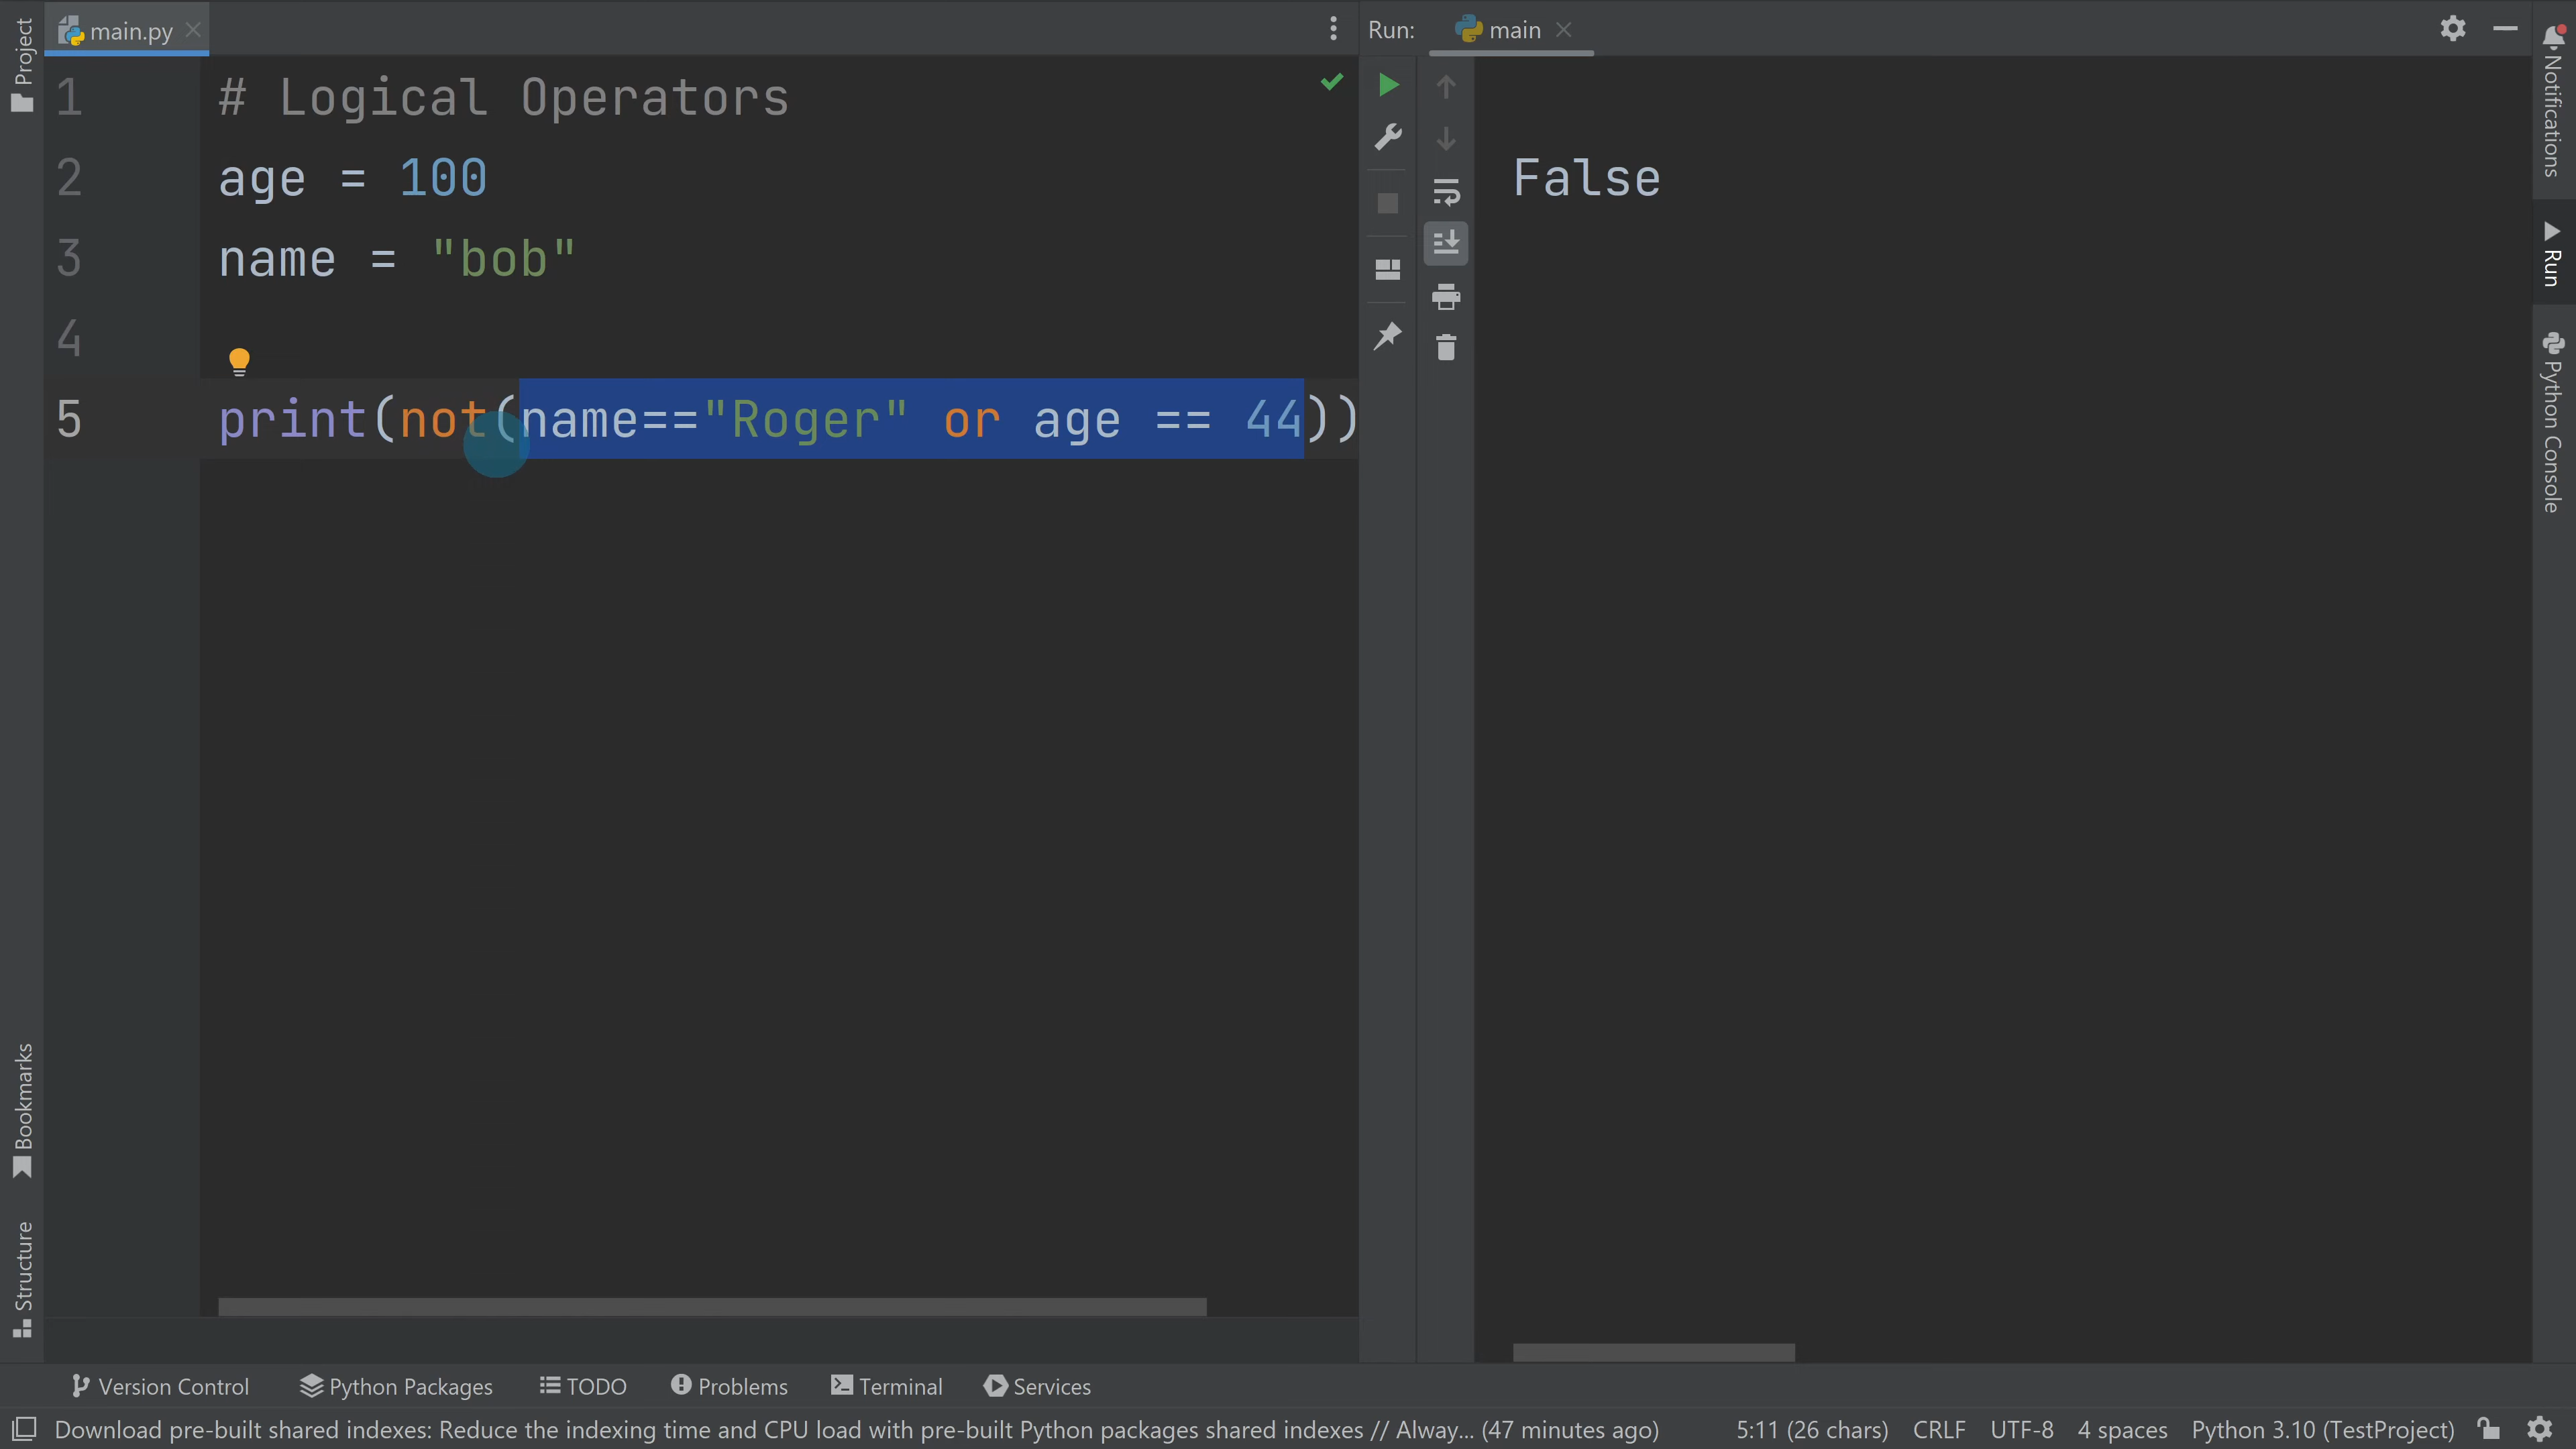 Project
main.py
1 # Logical Operators
2 age = 100
3 name = "bob"
4
5 print(not(name=="Roger" or age == 44))
Run: main
False
Notifications
Run
Python Console
Bookmarks
Structure
Version Control Python Packages TODO Problems Terminal Services
Download pre-built shared indexes: Reduce the indexing time and CPU load with pre-built Python packages shared indexes // Alway... (47 minutes ago) 5:11 (26 chars) CRLF UTF-8 4 spaces Python 3.10 (TestProject)